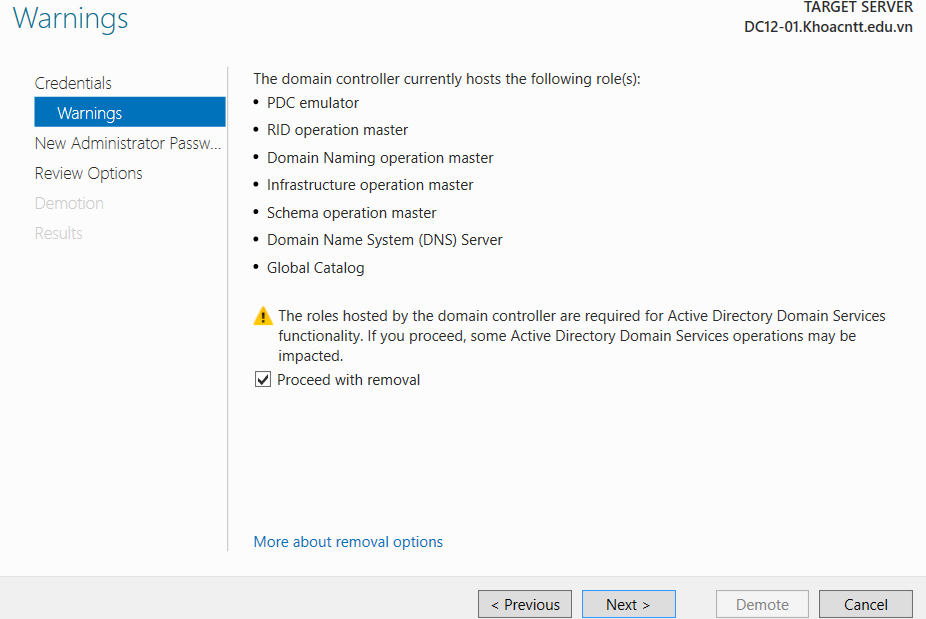 Warnings
TARGET SERVER
DC12-01.Khoacntt.edu.vn
Credentials
Warnings
New Administrator Passw...
Review Options
Demotion
Results
The domain controller currently hosts the following role(s):
• PDC emulator
• RID operation master
• Domain Naming operation master
• Infrastructure operation master
• Schema operation master
• Domain Name System (DNS) Server
• Global Catalog
The roles hosted by the domain controller are required for Active Directory Domain Services
functionality. If you proceed, some Active Directory Domain Services operations may be
impacted.
Proceed with removal
More about removal options
< Previous
Next >
Demote
Cancel